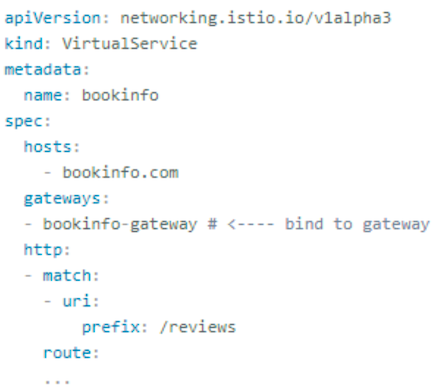 apiVersion: networking.istio.io/v1alpha3
kind: VirtualService
metadata:
  name: bookinfo
spec:
  hosts:
    - bookinfo.com
  gateways:
  - bookinfo-gateway # <---- bind to gateway
  http:
  - match:
    - uri:
        prefix: /reviews
    route:
    ...